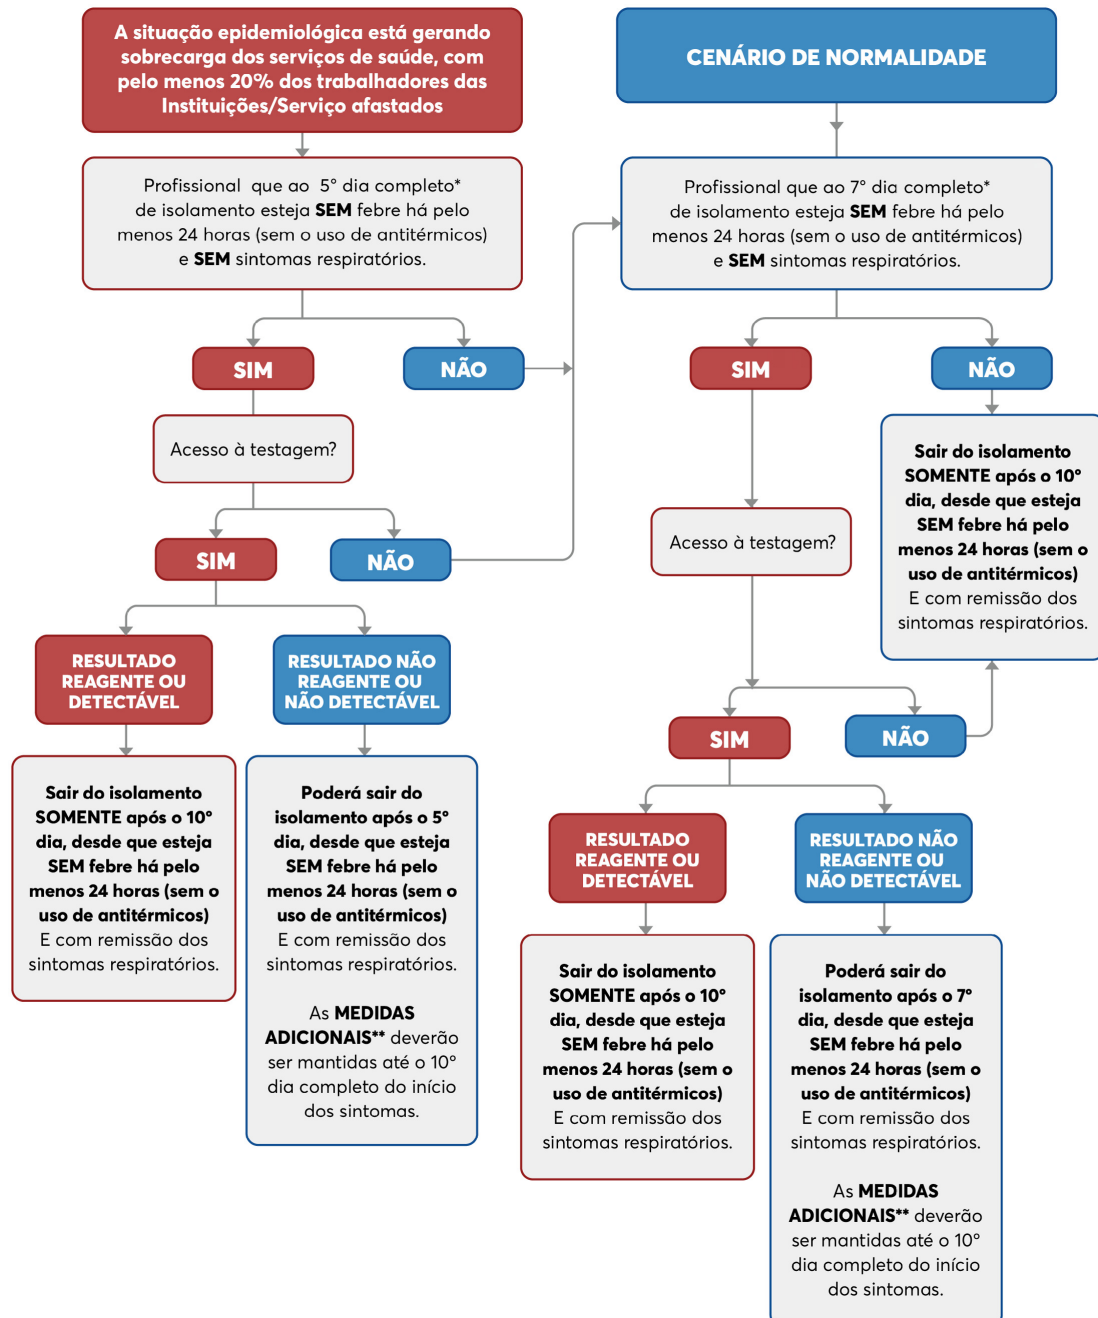 A situação epidemiológica está gerando
sobrecarga dos serviços de saúde, com
pelo menos 20% dos trabalhadores das
Instituições/Serviço afastados
Profissional que ao 5° dia completo*
de isolamento esteja SEM febre há pelo
menos 24 horas (sem o uso de antitérmicos)
e SEM sintomas respiratórios.
SIM
NÃO
Acesso à testagem?
SIM
NÃO
RESULTADO
REAGENTE OU
DETECTÁVEL
RESULTADO NÃO
REAGENTE OU
NÃO DETECTÁVEL
Sair do isolamento
SOMENTE após o 10°
dia, desde que esteja
SEM febre há pelo
menos 24 horas (sem o
uso de antitérmicos)
E com remissão dos
sintomas respiratórios.
Poderá sair do
isolamento após o 5°
dia, desde que esteja
SEM febre há pelo
menos 24 horas (sem o
uso de antitérmicos)
E com remissão dos
sintomas respiratórios.
As MEDIDAS
ADICIONAIS** deverão
ser mantidas até o 10°
dia completo do início
dos sintomas.
CENÁRIO DE NORMALIDADE
Profissional que ao 7° dia completo*
de isolamento esteja SEM febre há pelo
menos 24 horas (sem o uso de antitérmicos)
e SEM sintomas respiratórios.
SIM
NÃO
Sair do isolamento
SOMENTE após o 10°
dia, desde que esteja
SEM febre há pelo
menos 24 horas (sem o
uso de antitérmicos)
E com remissão dos
sintomas respiratórios.
Acesso à testagem?
SIM
NÃO
RESULTADO
REAGENTE OU
DETECTÁVEL
RESULTADO NÃO
REAGENTE OU
NÃO DETECTÁVEL
Sair do isolamento
SOMENTE após o 10°
dia, desde que esteja
SEM febre há pelo
menos 24 horas (sem o
uso de antitérmicos)
E com remissão dos
sintomas respiratórios.
Poderá sair do
isolamento após o 7°
dia, desde que esteja
SEM febre há pelo
menos 24 horas (sem o
uso de antitérmicos)
E com remissão dos
sintomas respiratórios.
As MEDIDAS
ADICIONAIS** deverão
ser mantidas até o 10°
dia completo do início
dos sintomas.